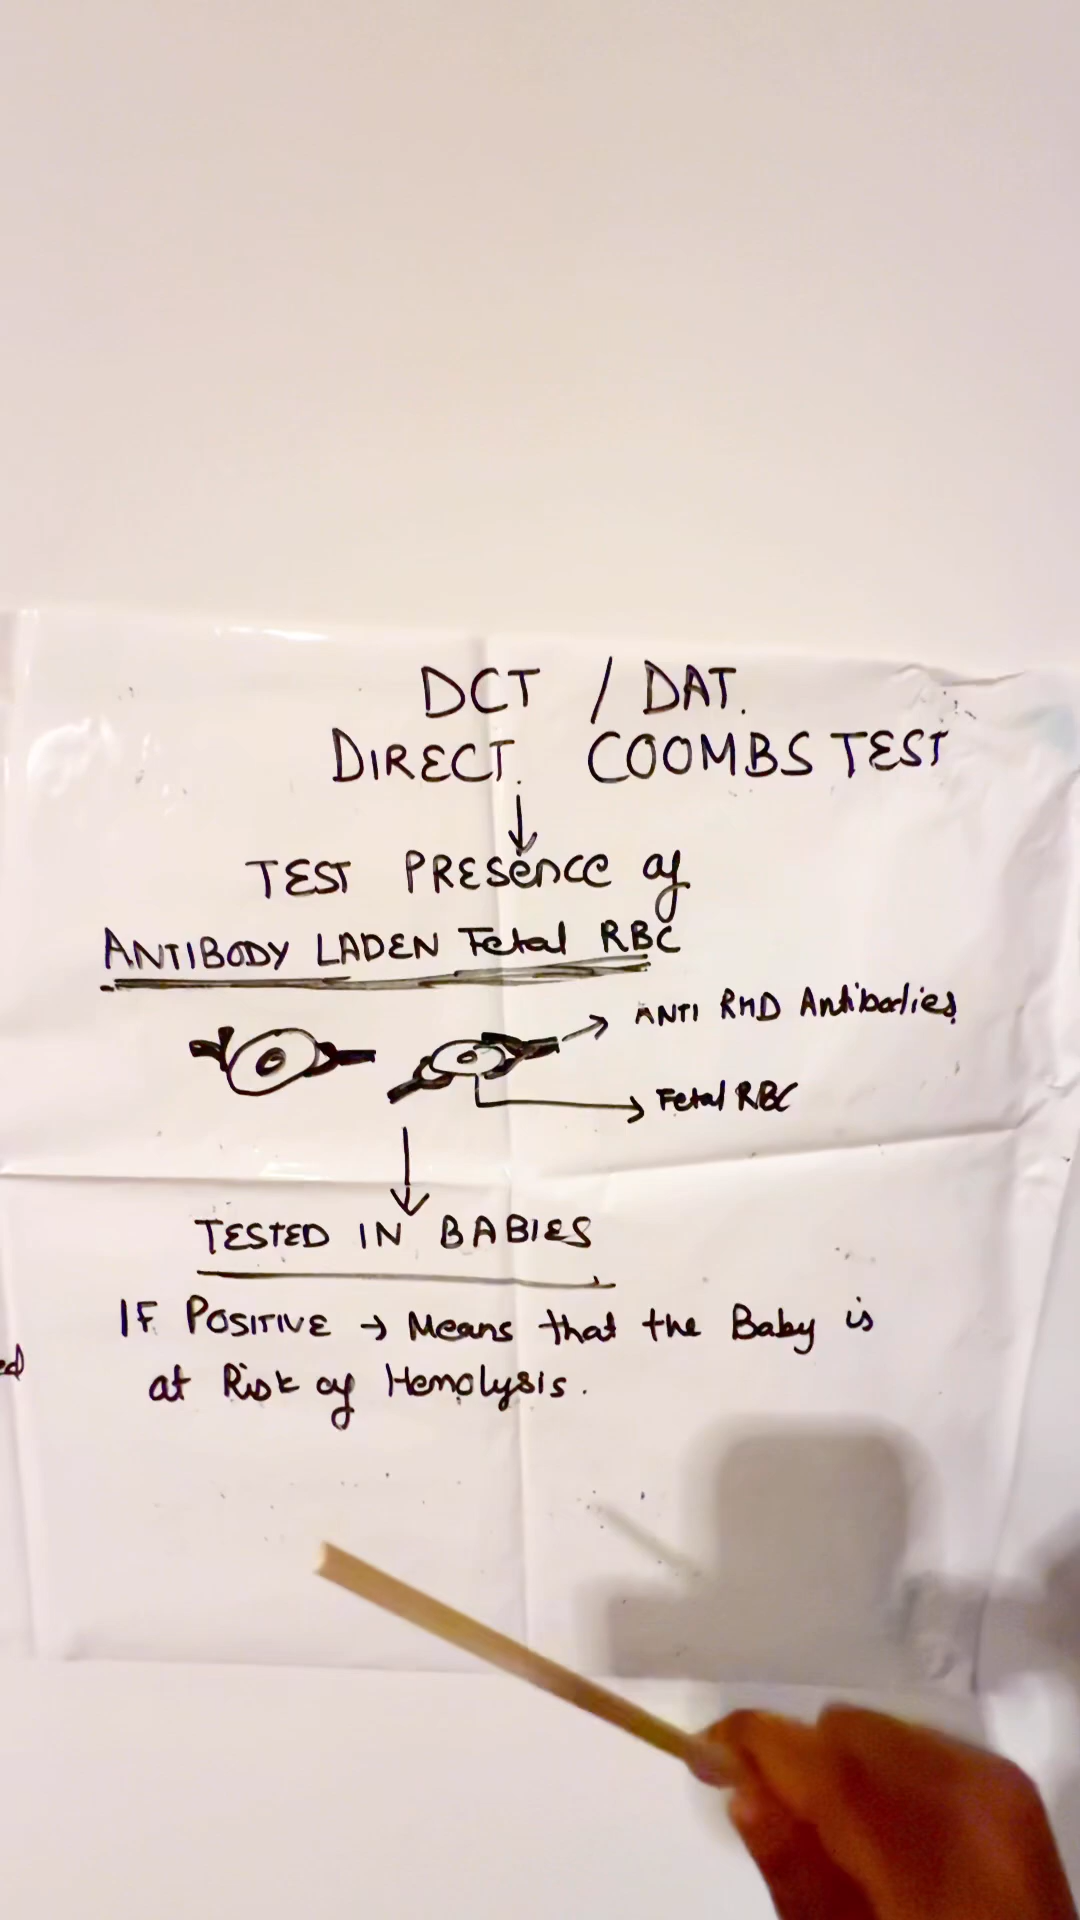 DCT / DAT.
DIRECT. COOMBS TEST
TEST PRESENCE of
ANTIBODY LADEN Fetal RBC
ANTI RHD Antibodies
Fetal RBC
TESTED IN BABIES
IF POSITIVE → Means that the Baby is
at Risk of Hemolysis.